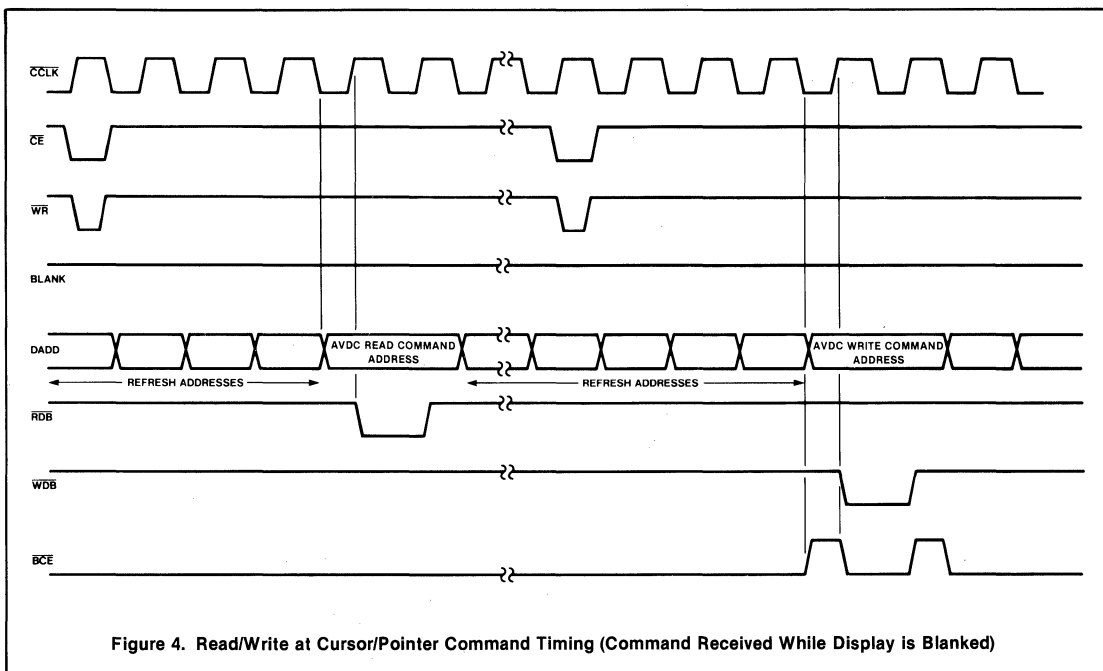 CCLK
CE
WR
BLANK
DADD
AVDC READ COMMAND
ADDRESS
AVDC WRITE COMMAND
ADDRESS
REFRESH ADDRESSES
REFRESH ADDRESSES
RDB
WDB
BCE
Figure 4. Read/Write at Cursor/Pointer Command Timing (Command Received While Display is Blanked)